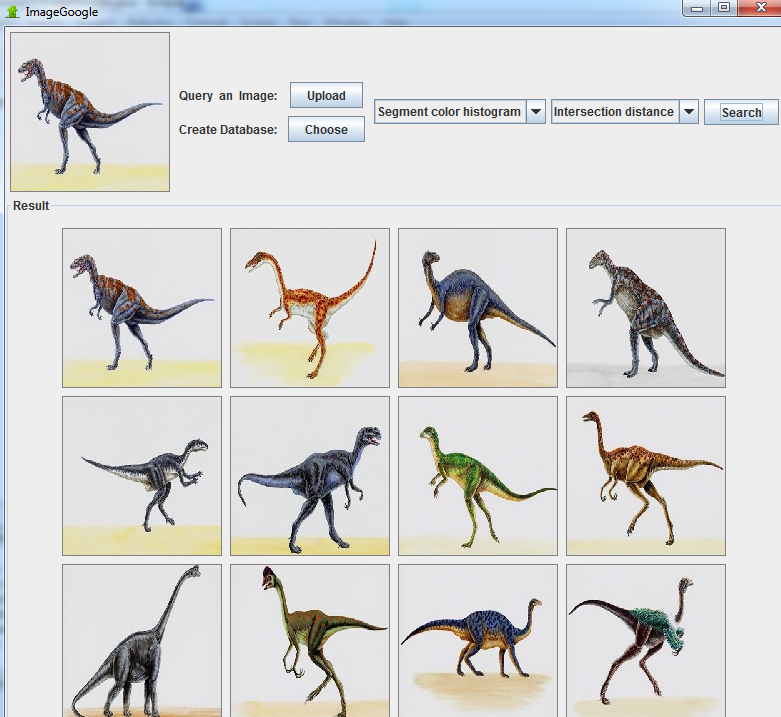 ImageGoogle
Query an Image:
Upload
Create Database:
Choose
Segment color histogram
Intersection distance
Search
Result